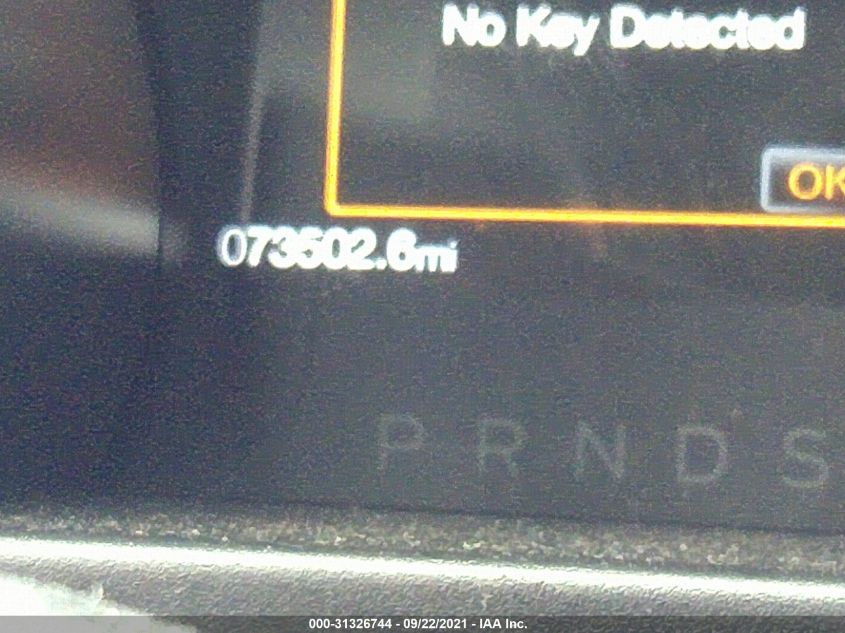 No Key Detected
OK
073502.6mi
P R N D S
000-31326744 - 09/22/2021 - IAA Inc.